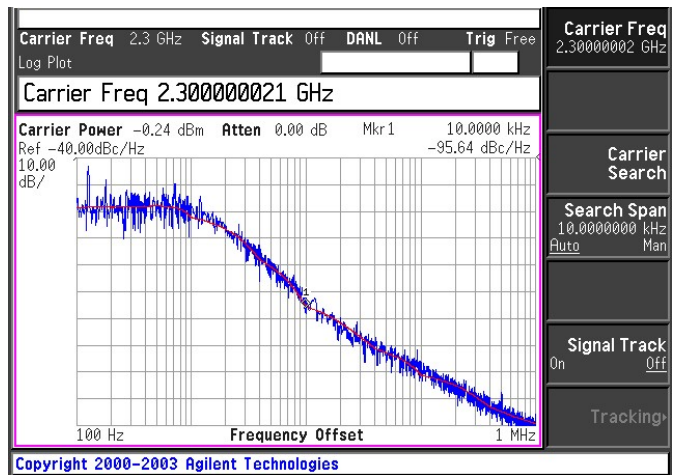 Carrier Freq 2.3 GHz Signal Track Off DANL Off Trig Free
Log Plot
Carrier Freq 2.300000021 GHz
Carrier Power -0.24 dBm Atten 0.00 dB Mkr1 10.0000 kHz
Ref -40.00dBc/Hz -95.64 dBc/Hz
10.00
dB/
1
100 Hz Frequency Offset 1 MHz
Copyright 2000-2003 Agilent Technologies
Carrier Freq
2.30000002 GHz
Carrier
Search
Search Span
10.0000000 kHz
Auto Man
Signal Track
On Off
Tracking